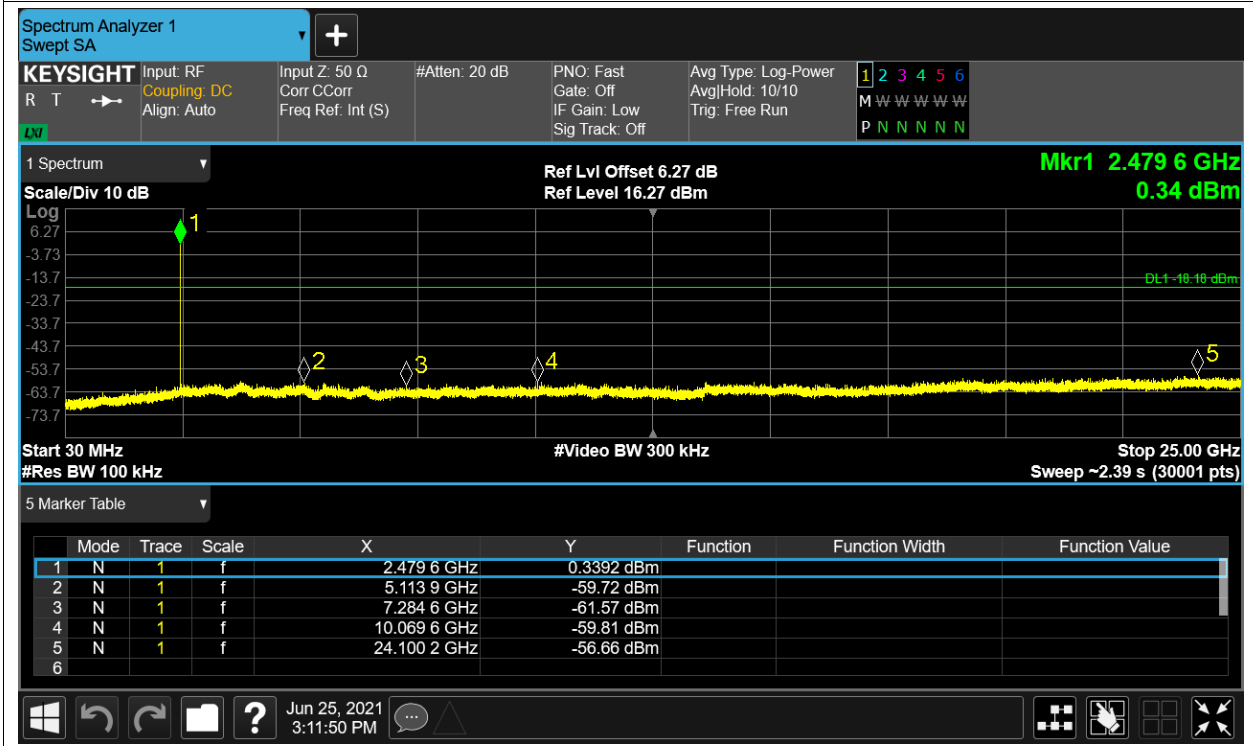 Spectrum Analyzer 1
Swept SA
+
KEYSIGHT
R T
LXI
Input: RF
Coupling: DC
Align: Auto
Input Z: 50 Ω
Corr CCorr
Freq Ref: Int (S)
#Atten: 20 dB
PNO: Fast
Gate: Off
IF Gain: Low
Sig Track: Off
Avg Type: Log-Power
Avg|Hold: 10/10
Trig: Free Run
1 2 3 4 5 6
M W W W W W
P N N N N N
1 Spectrum
Scale/Div 10 dB
Ref Lvl Offset 6.27 dB
Ref Level 16.27 dBm
Mkr1 2.479 6 GHz
0.34 dBm
Log
6.27
-3.73
-13.7
-23.7
-33.7
-43.7
-53.7
-63.7
-73.7
1
2
3
4
5
DL1 -18.18 dBm
Start 30 MHz
#Video BW 300 kHz
Stop 25.00 GHz
#Res BW 100 kHz
Sweep ~2.39 s (30001 pts)
5 Marker Table
Mode Trace Scale X Y Function Function Width Function Value
1 N 1 f 2.479 6 GHz 0.3392 dBm
2 N 1 f 5.113 9 GHz -59.72 dBm
3 N 1 f 7.284 6 GHz -61.57 dBm
4 N 1 f 10.069 6 GHz -59.81 dBm
5 N 1 f 24.100 2 GHz -56.66 dBm
6
?
Jun 25, 2021
3:11:50 PM